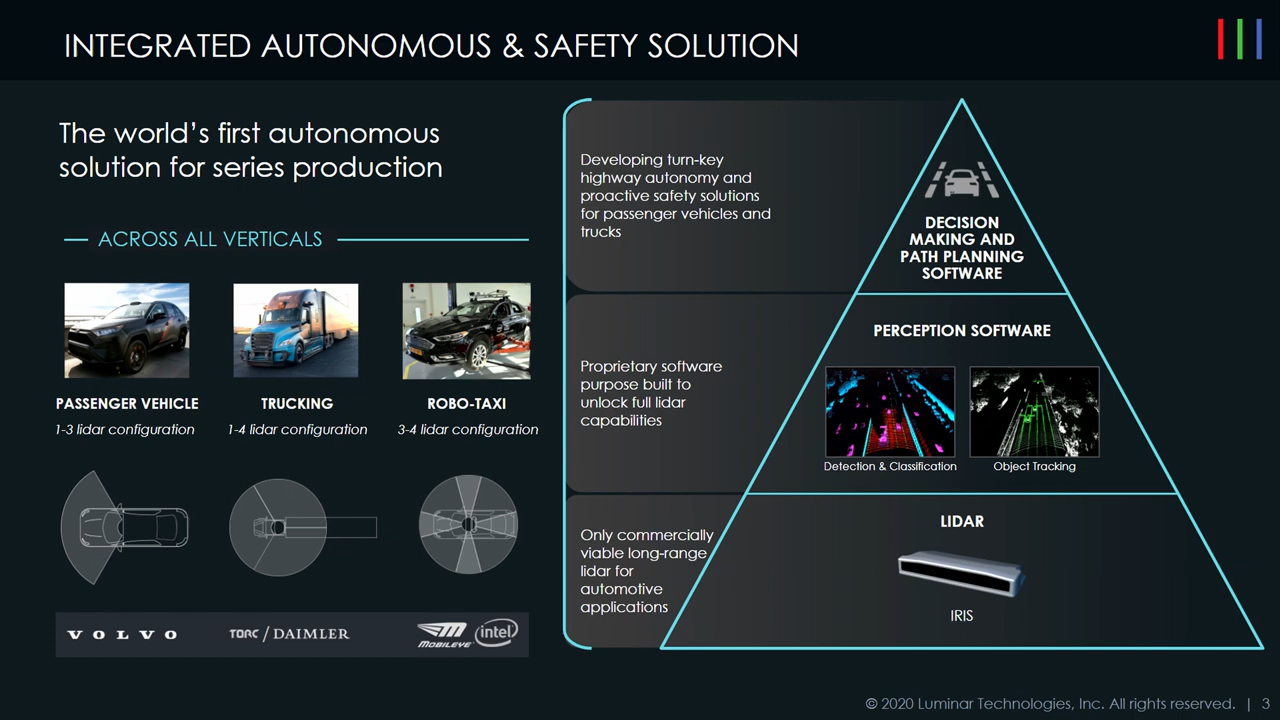 INTEGRATED AUTONOMOUS & SAFETY SOLUTION
The world's first autonomous
solution for series production
ACROSS ALL VERTICALS
PASSENGER VEHICLE
1-3 lidar configuration
TRUCKING
1-4 lidar configuration
ROBO-TAXI
3-4 lidar configuration
VOLVO
TORC / DAIMLER
MOBILEYE
intel
Developing turn-key
highway autonomy and
proactive safety solutions
for passenger vehicles and
trucks
DECISION
MAKING AND
PATH PLANNING
SOFTWARE
Proprietary software
purpose built to
unlock full lidar
capabilities
PERCEPTION SOFTWARE
Detection & Classification
Object Tracking
Only commercially
viable long-range
lidar for
automotive
applications
LIDAR
IRIS
© 2020 Luminar Technologies, Inc. All rights reserved. | 3